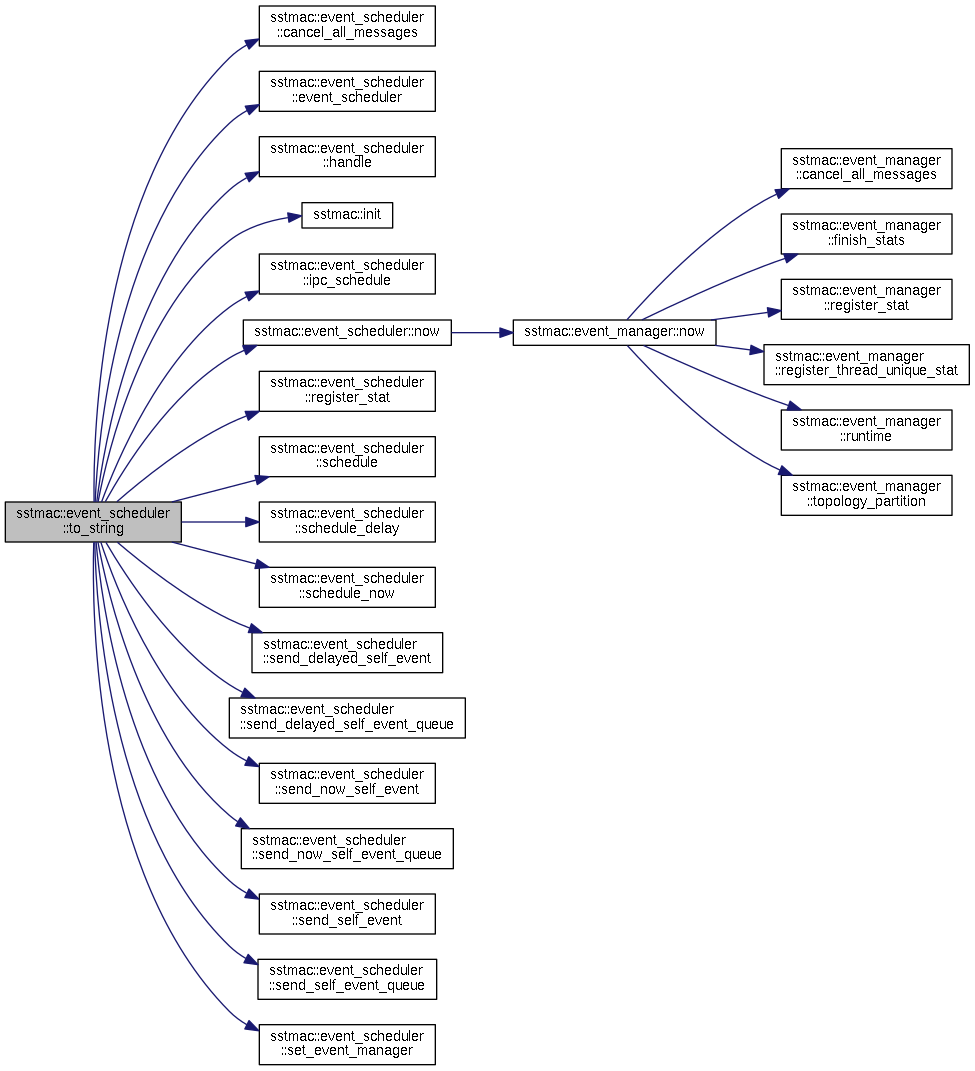 sstmac::event_scheduler
::cancel_all_messages
sstmac::event_scheduler
::event_scheduler
sstmac::event_scheduler
::handle
sstmac::init
sstmac::event_scheduler
::ipc_schedule
sstmac::event_scheduler::now
sstmac::event_scheduler
::register_stat
sstmac::event_scheduler
::schedule
sstmac::event_scheduler
::to_string
sstmac::event_scheduler
::schedule_delay
sstmac::event_scheduler
::schedule_now
sstmac::event_scheduler
::send_delayed_self_event
sstmac::event_scheduler
::send_delayed_self_event_queue
sstmac::event_scheduler
::send_now_self_event
sstmac::event_scheduler
::send_now_self_event_queue
sstmac::event_scheduler
::send_self_event
sstmac::event_scheduler
::send_self_event_queue
sstmac::event_scheduler
::set_event_manager
sstmac::event_manager::now
sstmac::event_manager
::cancel_all_messages
sstmac::event_manager
::finish_stats
sstmac::event_manager
::register_stat
sstmac::event_manager
::register_thread_unique_stat
sstmac::event_manager
::runtime
sstmac::event_manager
::topology_partition